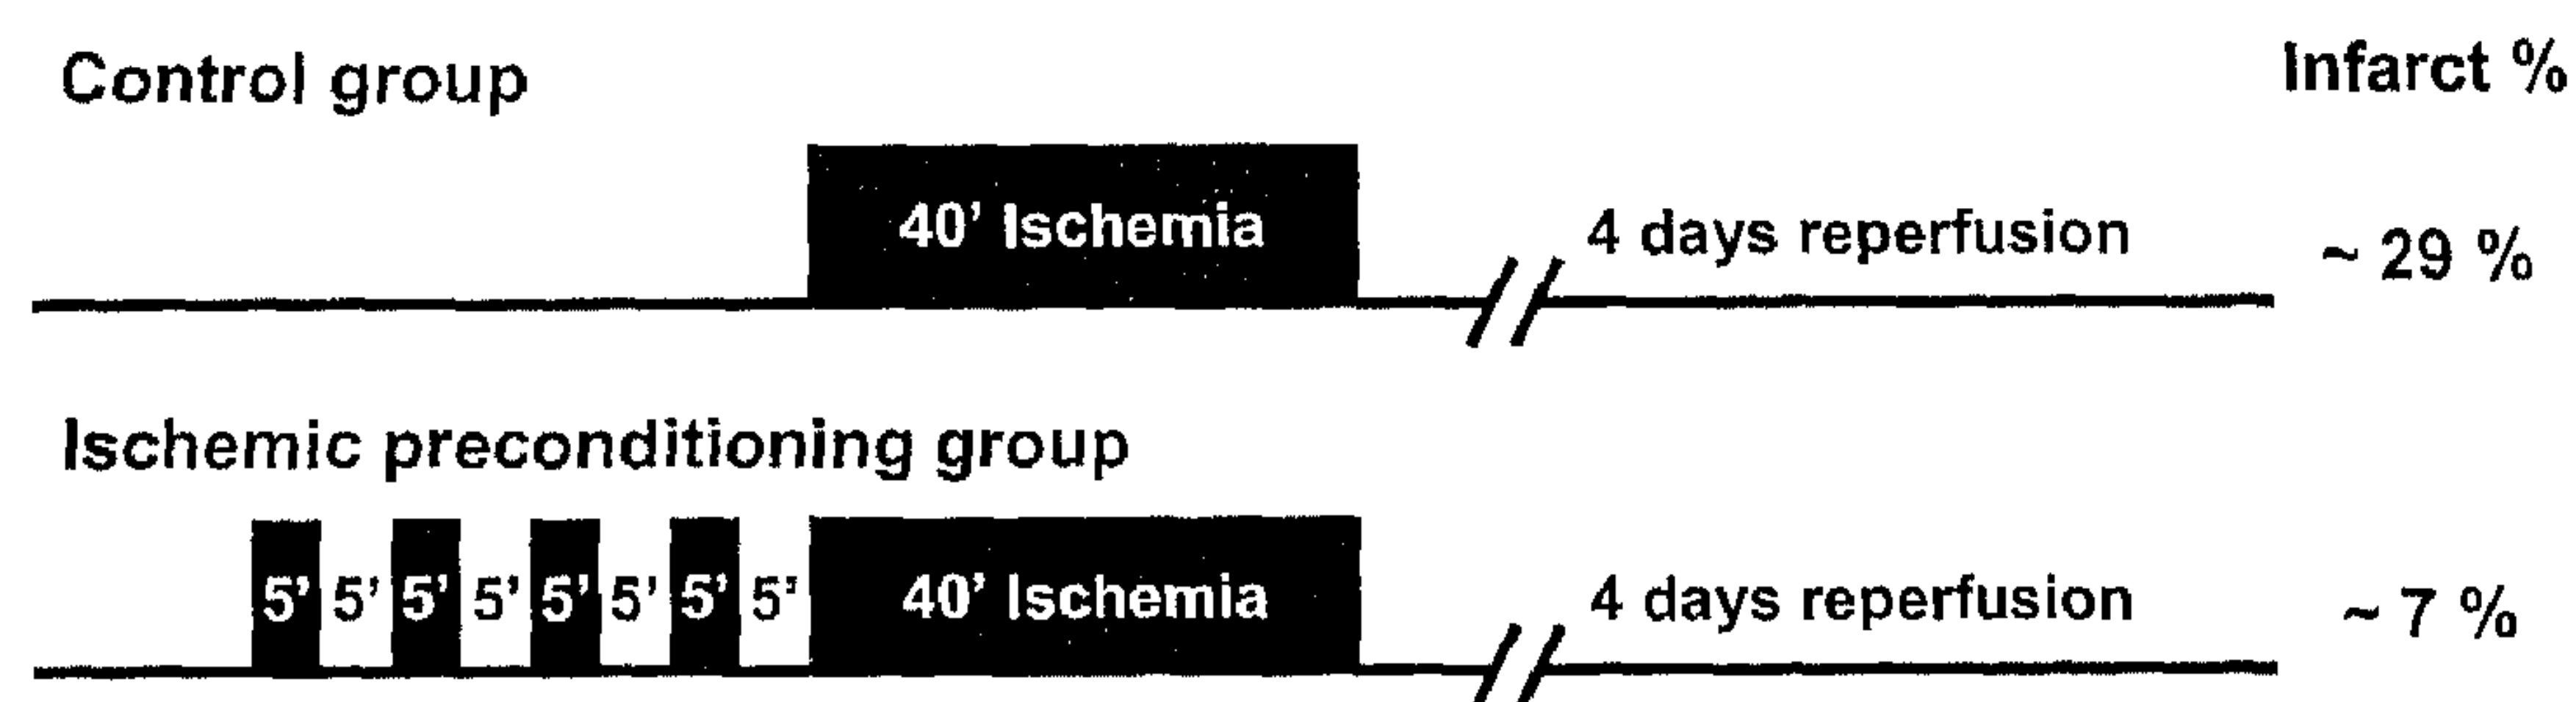 Control group
Infarct %
40' Ischemia
4 days reperfusion
~ 29 %
Ischemic preconditioning group
5' 5' 5' 5' 5' 5' 5' 5' 40' Ischemia
4 days reperfusion
~ 7 %